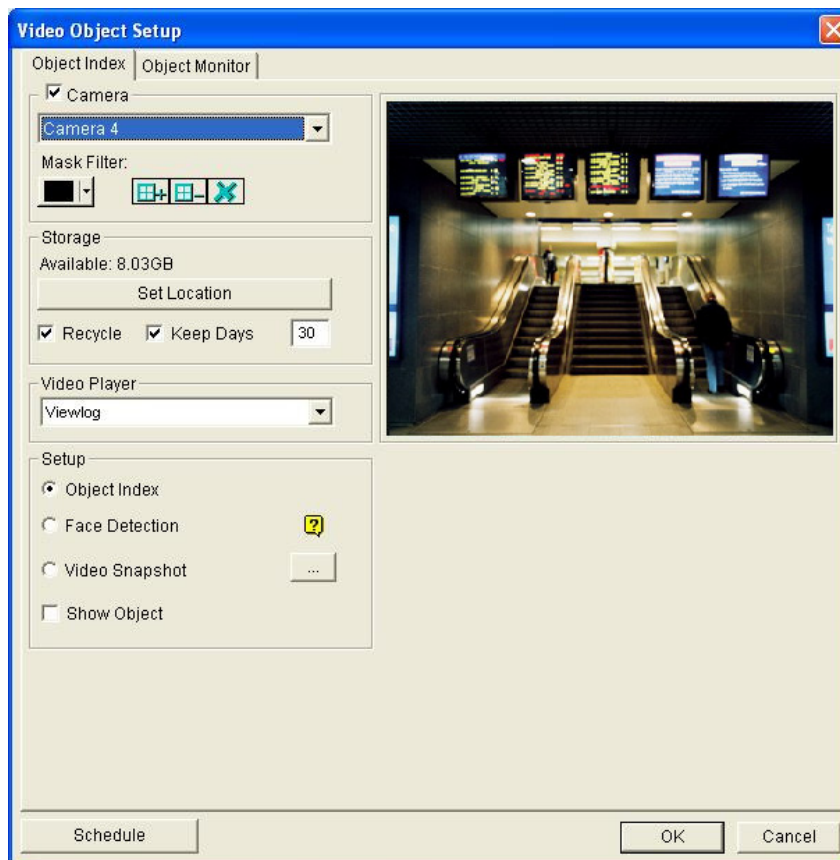 Video Object Setup
Object Index
Object Monitor
Camera
Camera 4
Mask Filter:
Storage
Available: 8.03GB
Set Location
Recycle
Keep Days
30
Video Player
Viewlog
Setup
Object Index
Face Detection
?
Video Snapshot
...
Show Object
Schedule
OK
Cancel